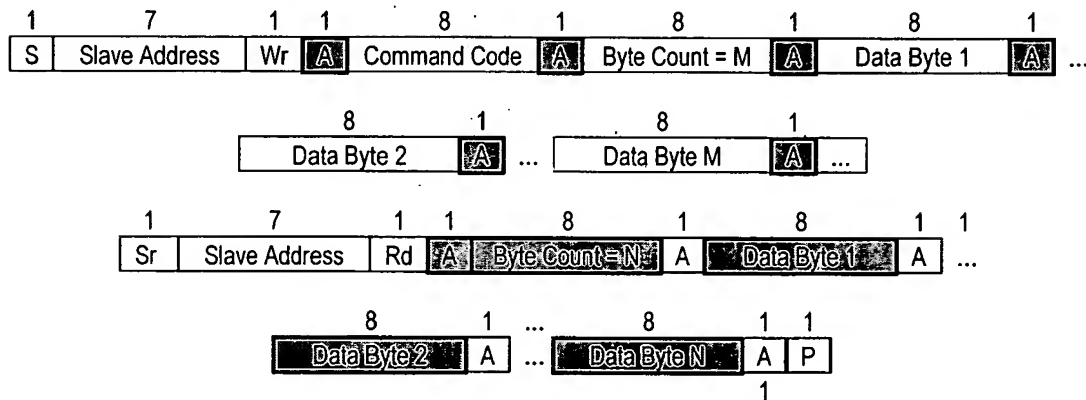 1 7 1 1 8 1 8 1 8 1
S Slave Address Wr A Command Code A Byte Count = M A Data Byte 1 A ...
8 1 8 1
Data Byte 2 A ... Data Byte M A ...
1 7 1 1 8 1 8 1 1
Sr Slave Address Rd A Byte Count = N A Data Byte 1 A ...
8 1 ... 8 1 1
Data Byte 2 A ... Data Byte N A P
1